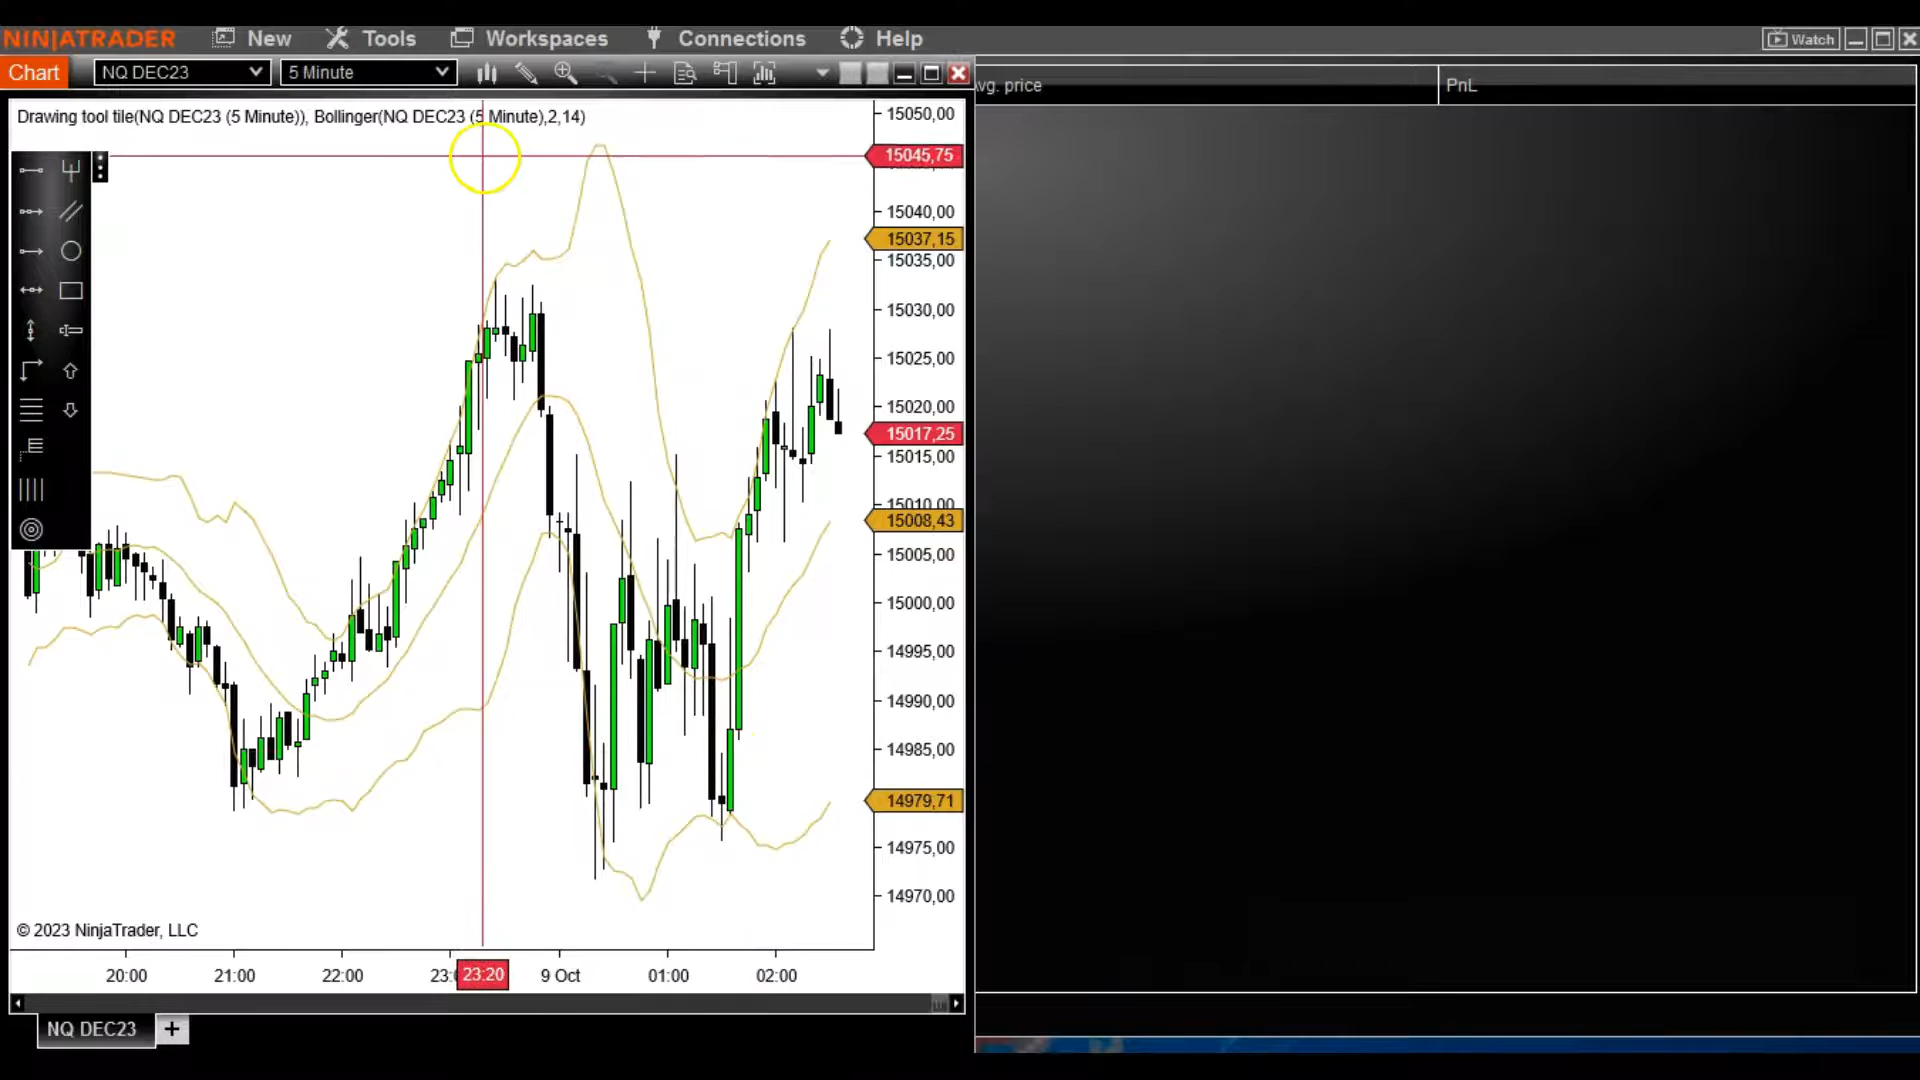 NINJATRADER New Tools Workspaces Connections Help Watch
Chart NQ DEC23 5 Minute
avg. price PnL
Drawing tool tile(NQ DEC23 (5 Minute)), Bollinger(NQ DEC23 (5 Minute),2,14)
15050,00
15045,75
15040,00
15037,15
15035,00
15030,00
15025,00
15020,00
15017,25
15015,00
15010,00
15008,43
15005,00
15000,00
14995,00
14990,00
14985,00
14979,71
14975,00
14970,00
© 2023 NinjaTrader, LLC
20:00 21:00 22:00 23: 23:20 9 Oct 01:00 02:00
NQ DEC23 +